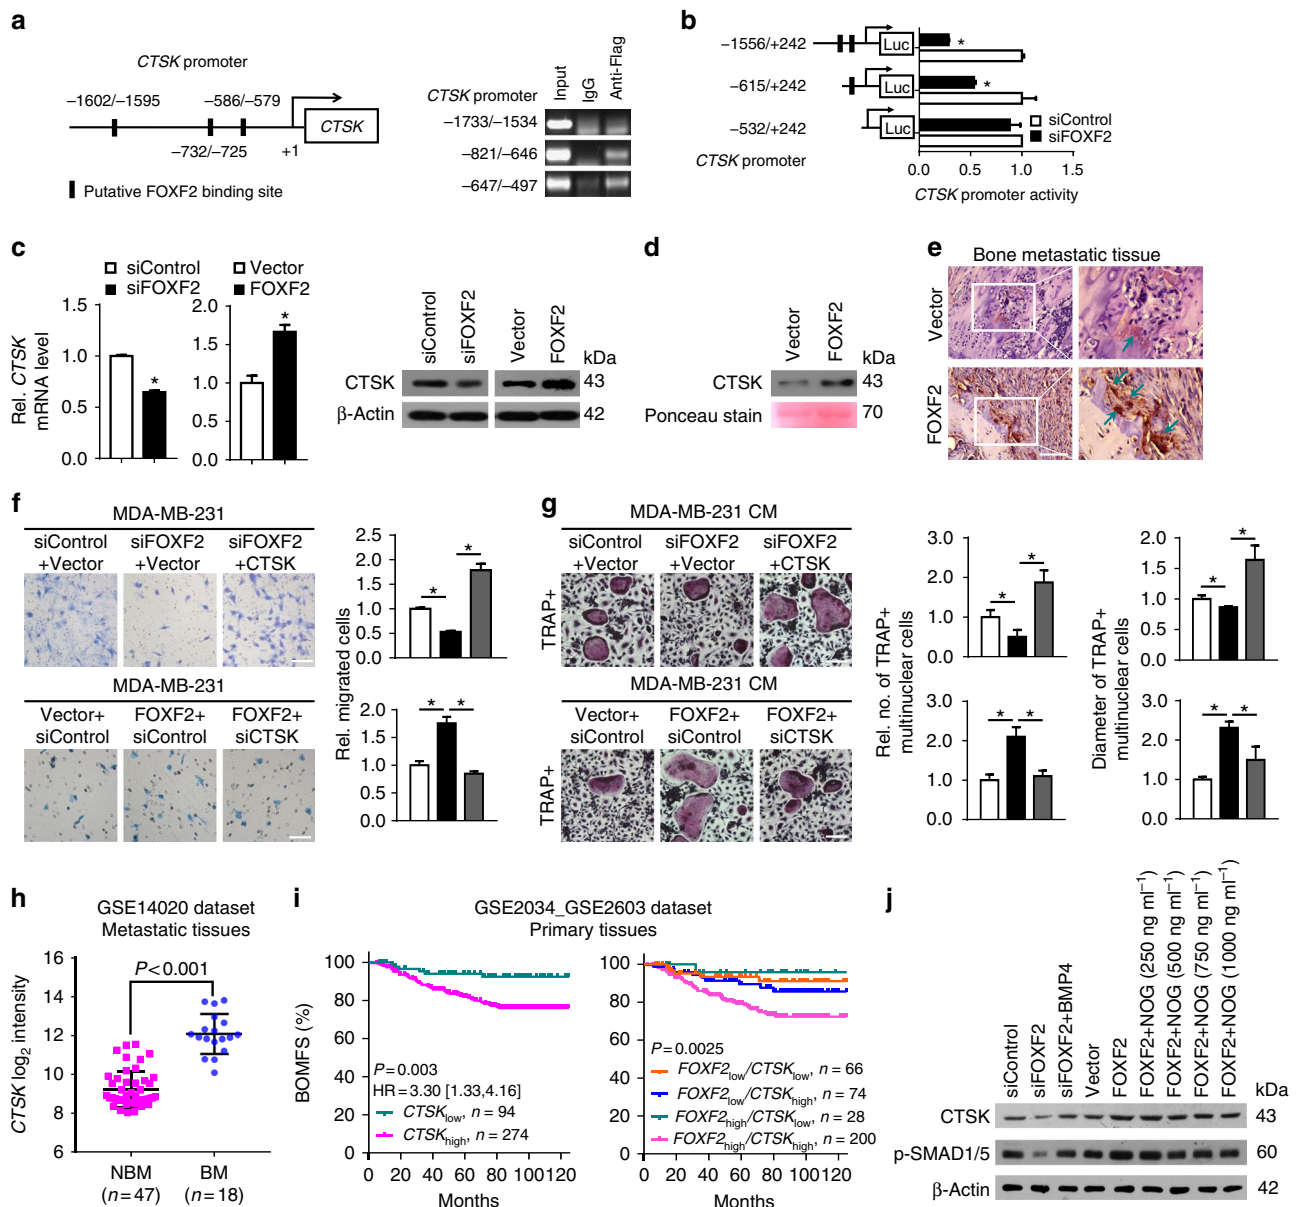 a
CTSK promoter
−1602/−1595
−586/−579
CTSK
−732/−725
+1
Putative FOXF2 binding site
CTSK promoter
Input
IgG
Anti-Flag
−1733/−1534
−821/−646
−647/−497
b
−1556/+242
Luc
*
−615/+242
Luc
*
−532/+242
Luc
siControl
siFOXF2
CTSK promoter
0.0 0.5 1.0 1.5
CTSK promoter activity
c
siControl
siFOXF2
Vector
FOXF2
Rel. CTSK
mRNA level
1.5
1.0
0.5
0.0
*
2.0
1.5
1.0
0.5
0.0
*
siControl
siFOXF2
Vector
FOXF2
kDa
CTSK
43
β-Actin
42
d
Vector
FOXF2
kDa
CTSK
43
Ponceau stain
70
e
Bone metastatic tissue
Vector
FOXF2
f
MDA-MB-231
siControl
+Vector
siFOXF2
+Vector
siFOXF2
+CTSK
MDA-MB-231
Vector+
siControl
FOXF2+
siControl
FOXF2+
siCTSK
Rel. migrated cells
2.5
2.0
1.5
1.0
0.5
0.0
* *
2.0
1.5
1.0
0.5
0.0
* *
g
MDA-MB-231 CM
siControl
+Vector
siFOXF2
+Vector
siFOXF2
+CTSK
TRAP+
MDA-MB-231 CM
Vector+
siControl
FOXF2+
siControl
FOXF2+
siCTSK
TRAP+
Rel. no. of TRAP+
multinuclear cells
3.0
2.0
1.0
0.0
* *
3.0
2.0
1.0
0.0
* *
Diameter of TRAP+
multinuclear cells
2.0
1.5
1.0
0.5
0.0
* *
3.0
2.0
1.0
0.0
* *
h
GSE14020 dataset
Metastatic tissues
P<0.001
CTSK log2 intensity
16
14
12
10
8
6
NBM
(n=47)
BM
(n=18)
i
GSE2034_GSE2603 dataset
Primary tissues
BOMFS (%)
100
80
60
40
20
0
P=0.003
HR=3.30 [1.33,4.16]
CTSKlow, n=94
CTSKhigh, n=274
0 20 40 60 80 100 120
Months
100
80
60
40
20
0
P=0.0025
FOXF2low/CTSKlow, n=66
FOXF2low/CTSKhigh, n=74
FOXF2high/CTSKlow, n=28
FOXF2high/CTSKhigh, n=200
0 20 40 60 80 100 120
Months
j
siControl
siFOXF2
siFOXF2+BMP4
Vector
FOXF2
FOXF2+NOG (250 ng ml−1)
FOXF2+NOG (500 ng ml−1)
FOXF2+NOG (750 ng ml−1)
FOXF2+NOG (1000 ng ml−1)
kDa
CTSK
43
p-SMAD1/5
60
β-Actin
42